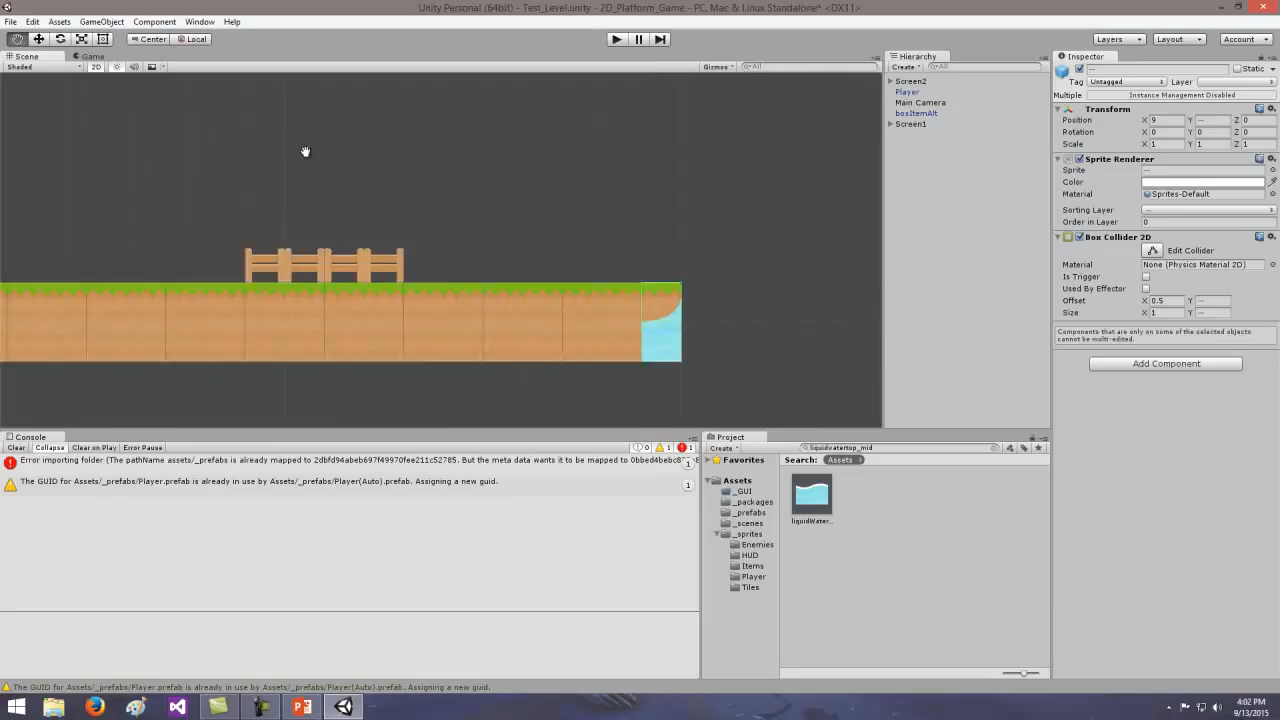 Unity Personal (64bit) - Test_Level.unity - 2D_Platform_Game - PC, Mac & Linux Standalone* <DX11>
File Edit Assets GameObject Component Window Help
Center Local Layers Layout Account
Scene Game
Shaded 2D Gizmos All
Hierarchy
Create All
Screen2
Player
Main Camera
boxItemAlt
Screen1
Inspector
Static
Tag Untagged Layer
Multiple Instance Management Disabled
Transform
Position X 9 Y — Z 0
Rotation X 0 Y 0 Z 0
Scale X 1 Y 1 Z 1
Sprite Renderer
Sprite —
Color
Material Sprites-Default
Sorting Layer —
Order in Layer 0
Box Collider 2D
Edit Collider
Material None (Physics Material 2D)
Is Trigger
Used By Effector
Offset X 0.5 Y —
Size X 1 Y —
Components that are only on some of the selected objects
cannot be multi-edited.
Add Component
Console
Clear Collapse Clear on Play Error Pause 0 1 1
Error importing folder (The pathName assets/_prefabs is already mapped to 2dbfd94abeb697f49970fee211c52785. But the meta data wants it to be mapped to 1
The GUID for Assets/_prefabs/Player.prefab is already in use by Assets/_prefabs/Player(Auto).prefab. Assigning a new guid. 1
Project
Create liquidwatertop_mid
Favorites
Search: Assets
Assets
_GUI
_packages
_prefabs
_scenes
_sprites
Enemies
HUD
Items
Player
Tiles
liquidWater..
The GUID for Assets/_prefabs/Player.prefab is already in use by Assets/_prefabs/Player(Auto).prefab. Assigning a new guid.
4:02 PM
9/13/2015